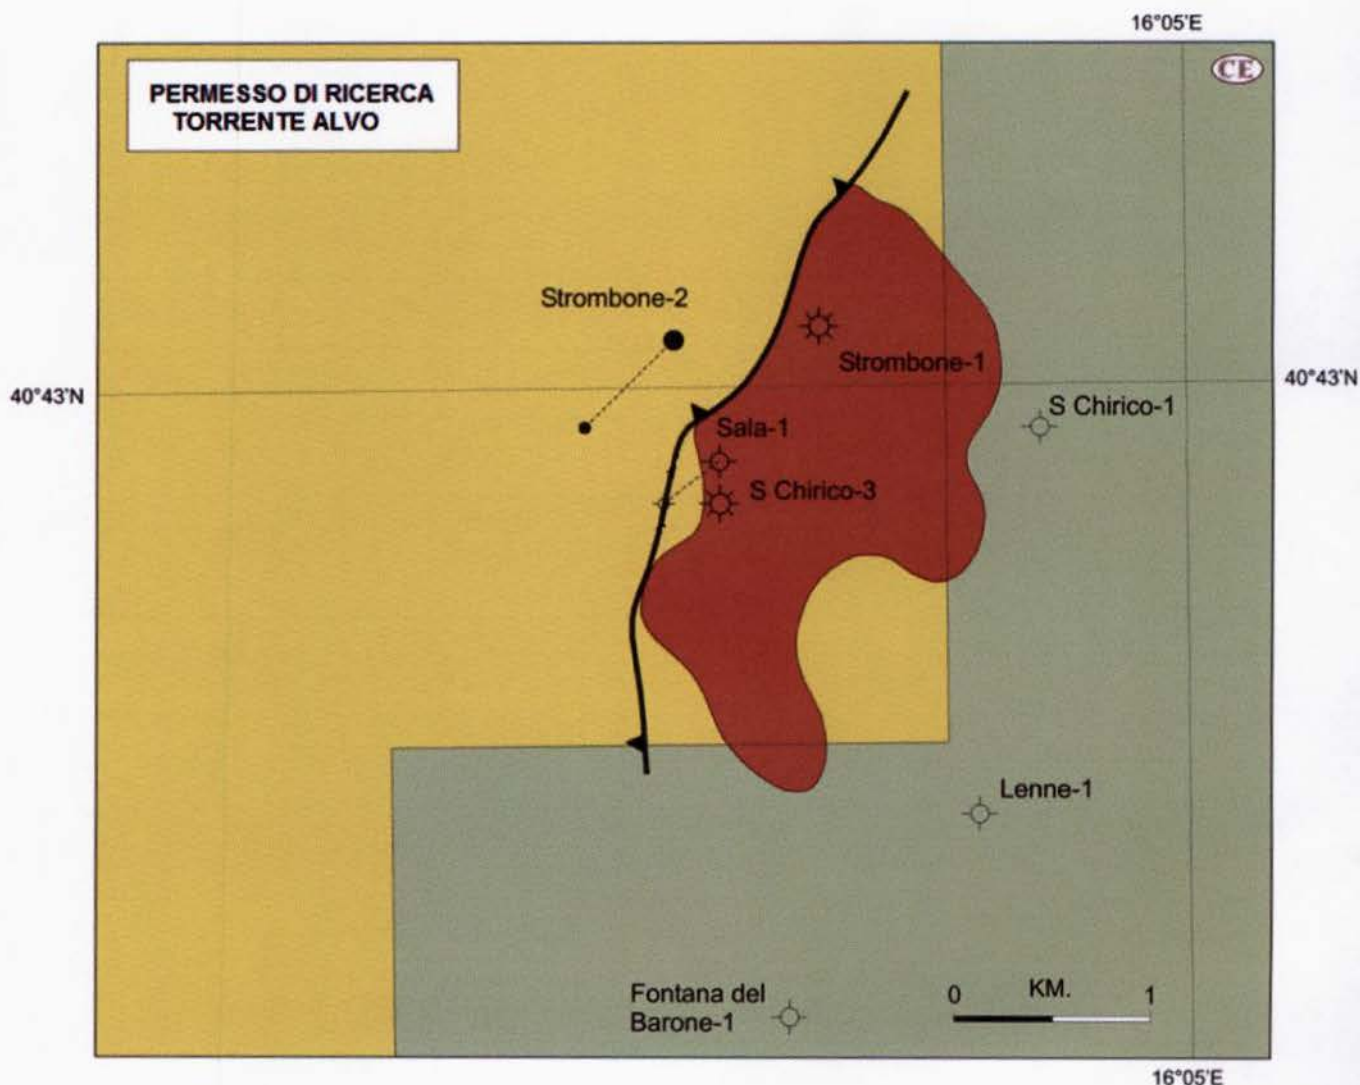 16°05'E
CE
PERMESSO DI RICERCA
TORRENTE ALVO
Strombone-2
Strombone-1
40°43'N
40°43'N
S Chirico-1
Sala-1
S Chirico-3
Lenne-1
Fontana del
Barone-1
0 KM. 1
16°05'E